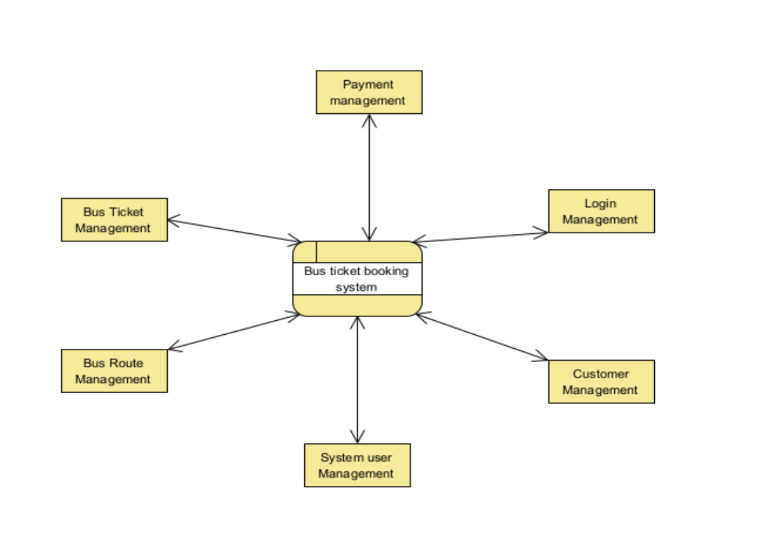 Payment
management
Login
Management
Bus Ticket
Management
Bus ticket booking
system
Bus Route
Management
Customer
Management
System user
Management